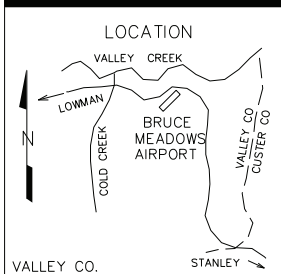 LOCATION
VALLEY CREEK
LOWMAN
N
BRUCE
MEADOWS
AIRPORT
COLD CREEK
VALLEY CO
CUSTER CO
VALLEY CO.
STANLEY